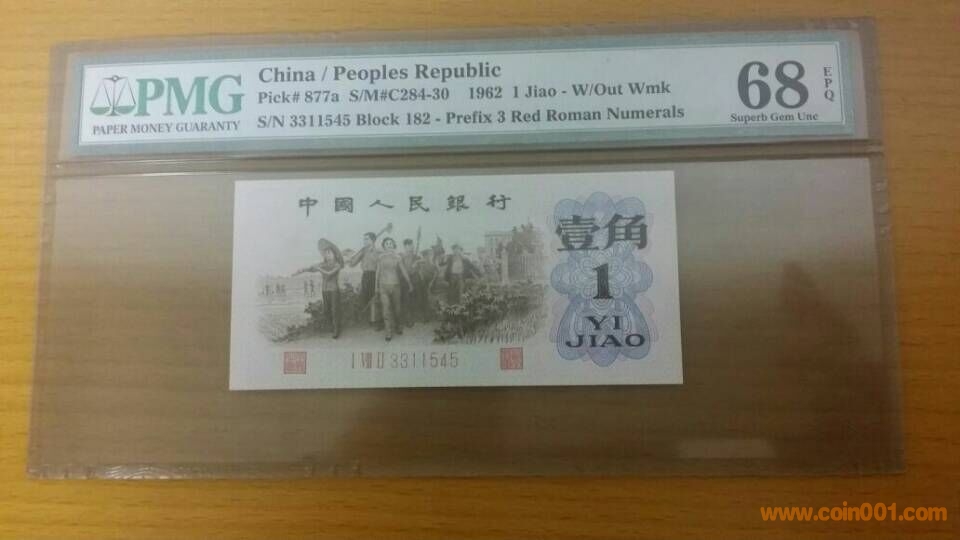 PMG
PAPER MONEY GUARANTY
China / Peoples Republic
Pick# 877a S/M#C284-30 1962 1 Jiao - W/Out Wmk
S/N 3311545 Block 182 - Prefix 3 Red Roman Numerals
68
EPQ
Superb Gem Unc
中國人民銀行
壹角
1
YI
JIAO
I VIII II 3311545
www.coin001.com